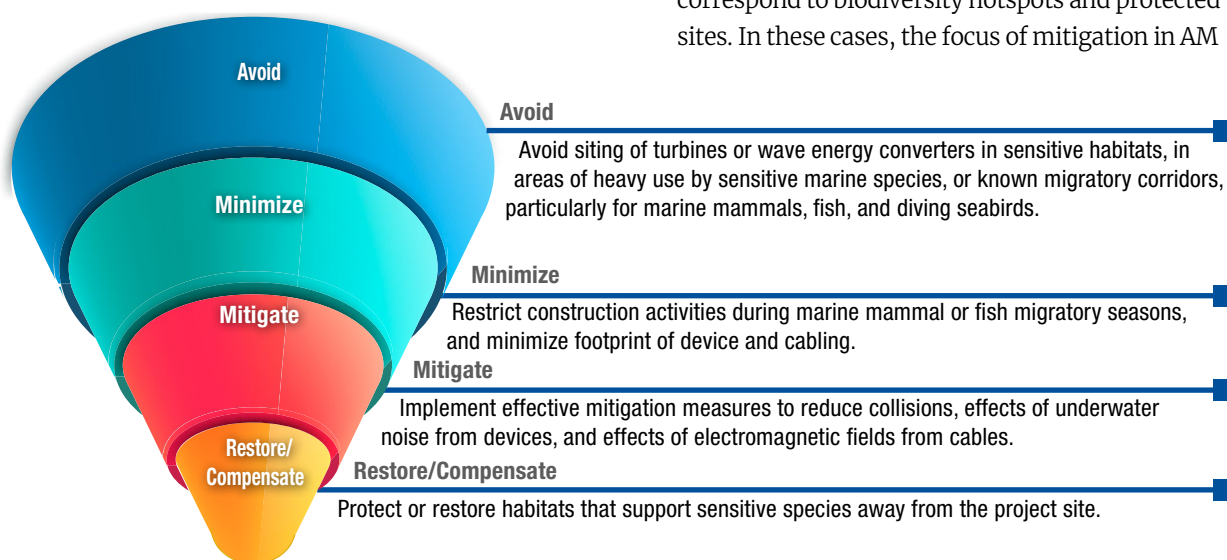 correspond to biodiversity hotspots and protected
sites. In these cases, the focus of mitigation in AM
Avoid
Minimize
Mitigate
Restore/
Compensate
Avoid
Avoid siting of turbines or wave energy converters in sensitive habitats, in
areas of heavy use by sensitive marine species, or known migratory corridors,
particularly for marine mammals, fish, and diving seabirds.
Minimize
Restrict construction activities during marine mammal or fish migratory seasons,
and minimize footprint of device and cabling.
Mitigate
Implement effective mitigation measures to reduce collisions, effects of underwater
noise from devices, and effects of electromagnetic fields from cables.
Restore/Compensate
Protect or restore habitats that support sensitive species away from the project site.